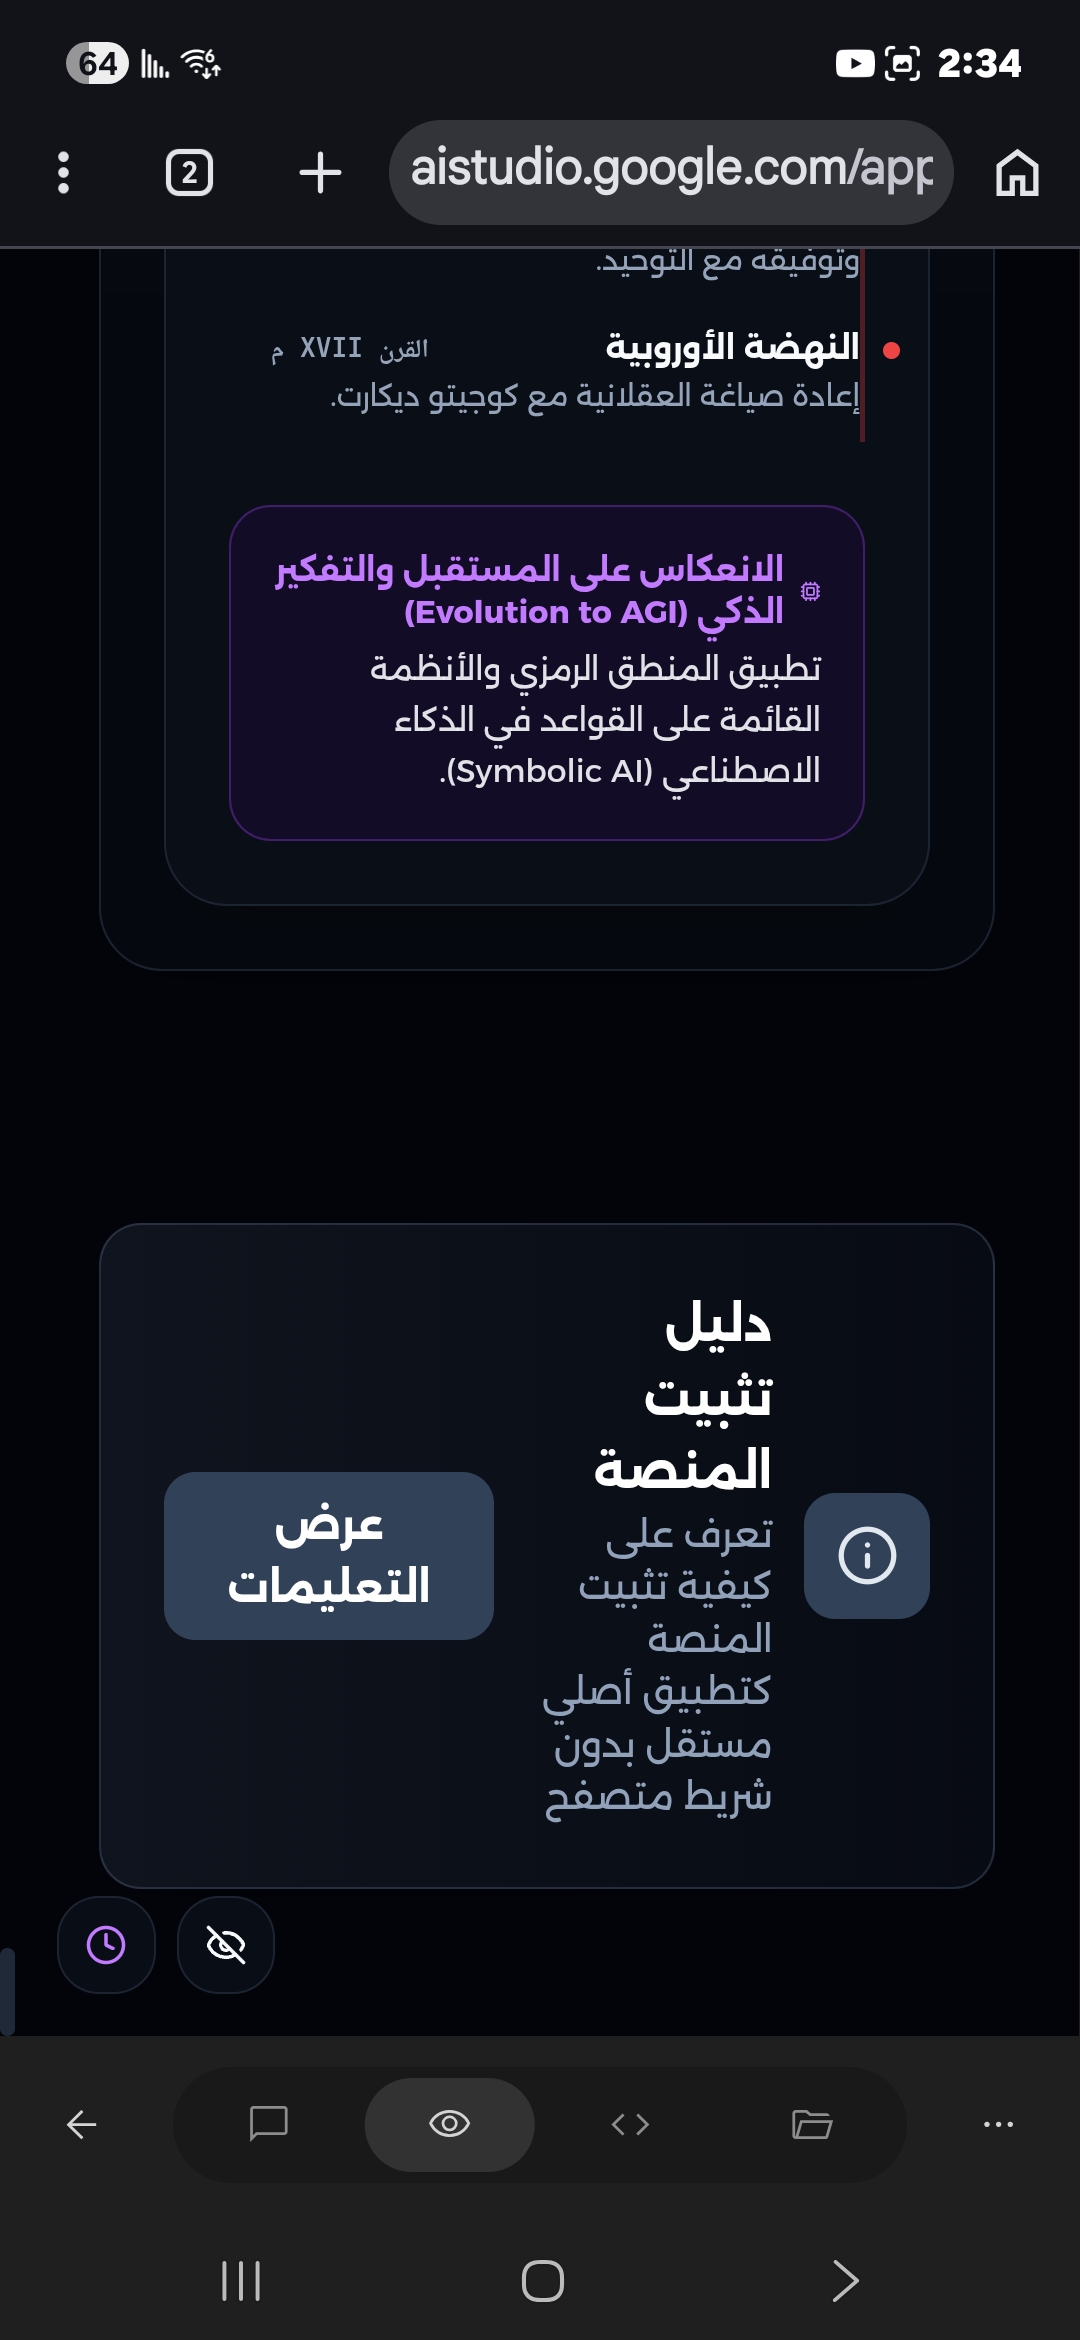 64
2:34
2
aistudio.google.com/app
وتوفيقه مع التوحيد.
النهضة الأوروبية
القرن XVII م
إعادة صياغة العقلانية مع كوجيتو ديكارت.
الانعكاس على المستقبل والتفكير
الذكي (Evolution to AGI)
تطبيق المنطق الرمزي والأنظمة
القائمة على القواعد في الذكاء
الاصطناعي (Symbolic AI).
دليل
تثبيت
المنصة
تعرف على
كيفية تثبيت
المنصة
كتطبيق أصلي
مستقل بدون
شريط متصفح
عرض
التعليمات